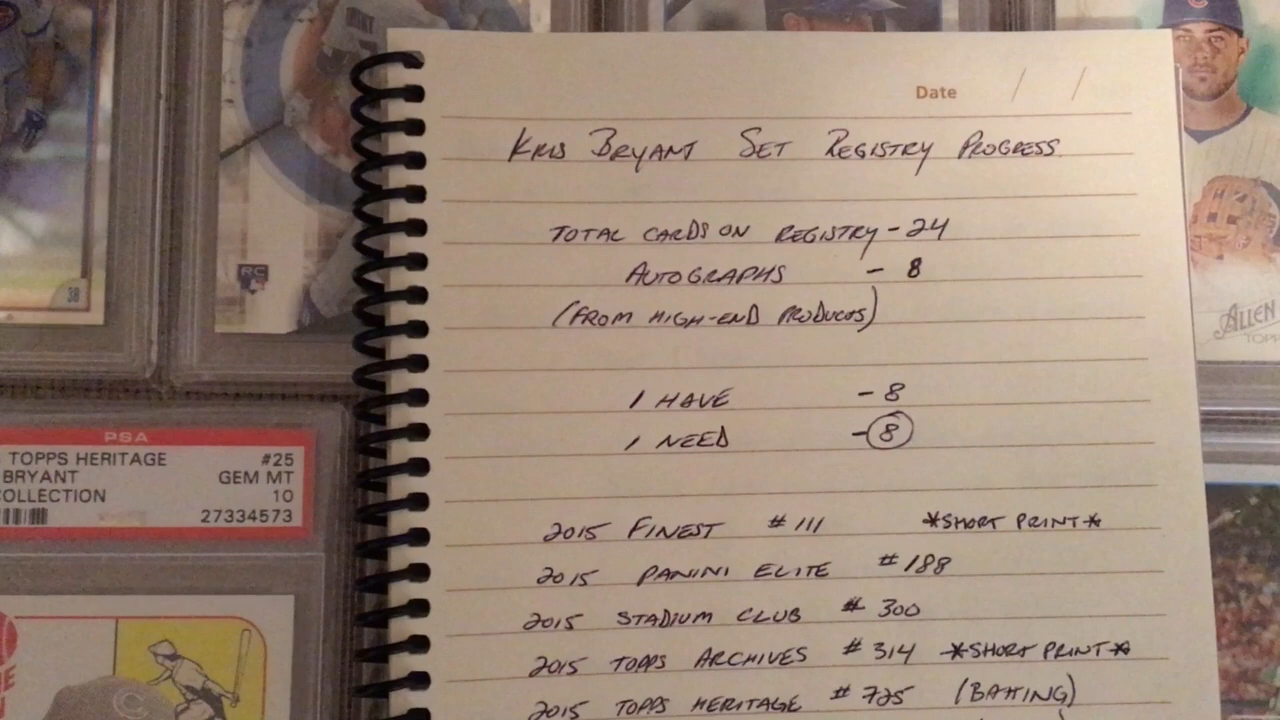 Date / /
KRIS BRYANT SET REGISTRY PROGRESS
TOTAL CARDS ON REGISTRY - 24
AUTOGRAPHS - 8
(FROM HIGH-END PRODUCTS)
I HAVE - 8
I NEED - 8
2015 FINEST #111 *SHORT PRINT*
2015 PANINI ELITE #188
2015 STADIUM CLUB # 300
2015 TOPPS ARCHIVES # 314 *SHORT PRINT*
2015 TOPPS HERITAGE # 725 (BATTING)
RC
38
PSA
TOPPS HERITAGE #25
BRYANT GEM MT
COLLECTION 10
27334573
C
ALLEN
TOPP